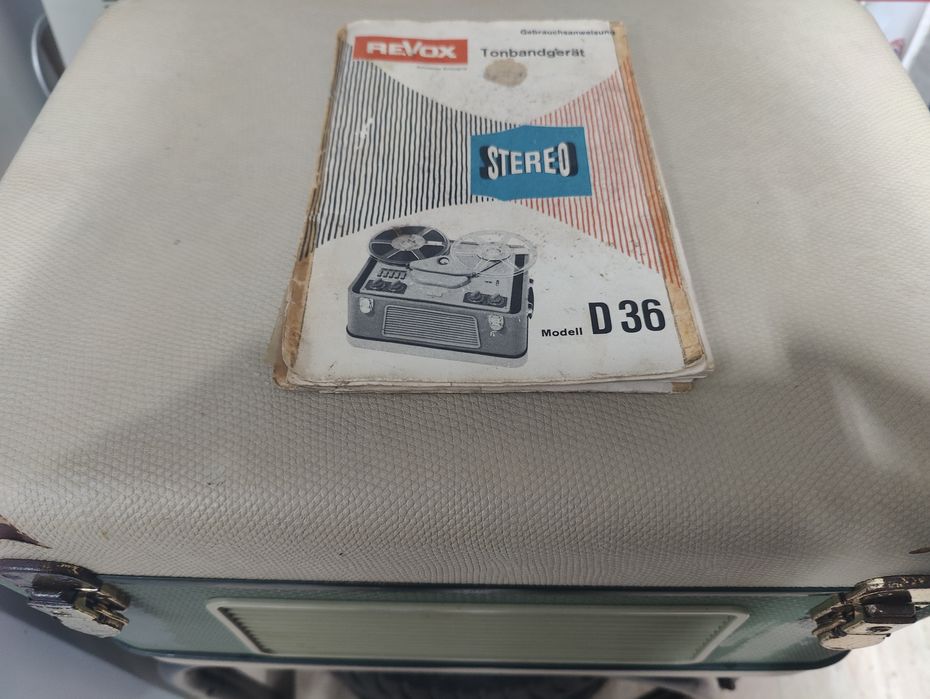 Gebrauchsanweisung
REVOX
Tonbandgerät
STEREO
Modell D 36